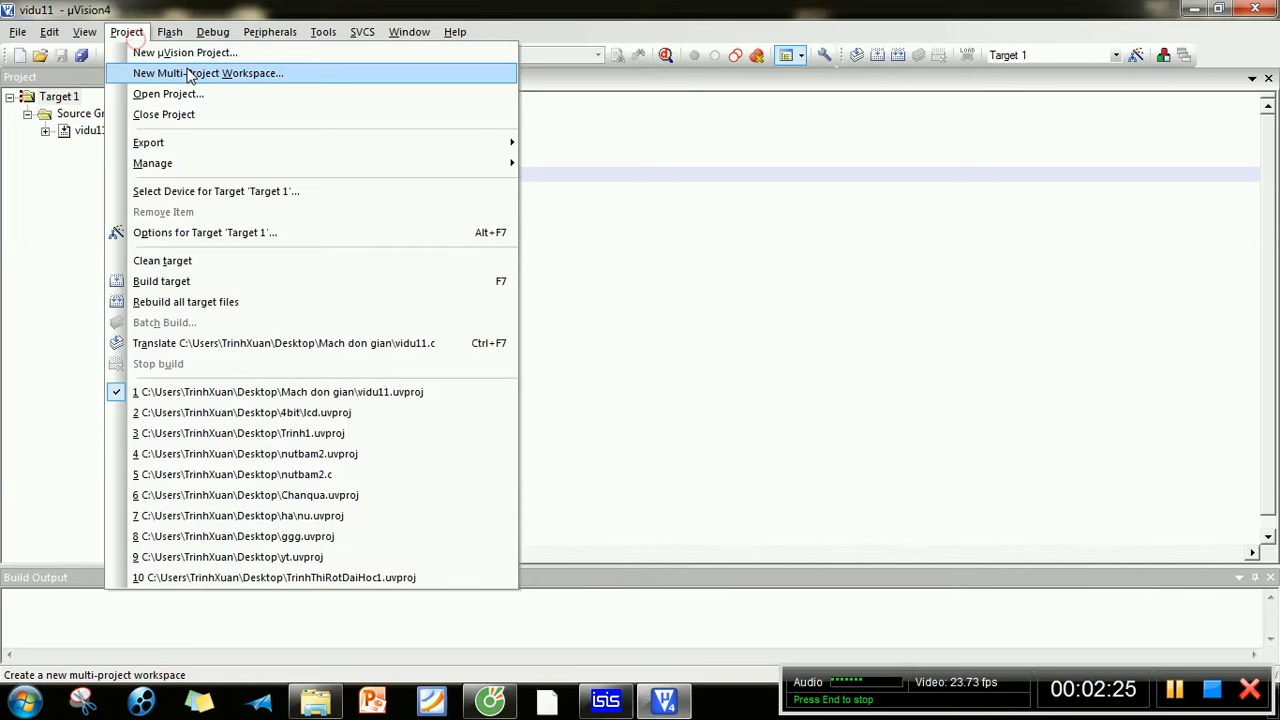 vidu11 - µVision4
File Edit View Project Flash Debug Peripherals Tools SVCS Window Help
New µVision Project...
Target 1
Project
New Multi-Project Workspace...
Target 1
Open Project...
Source Gr
Close Project
vidu11
Export
Manage
Select Device for Target 'Target 1'...
Remove Item
Options for Target 'Target 1'... Alt+F7
Clean target
Build target F7
Rebuild all target files
Batch Build...
Translate C:\Users\TrinhXuan\Desktop\Mach don gian\vidu11.c Ctrl+F7
Stop build
1 C:\Users\TrinhXuan\Desktop\Mach don gian\vidu11.uvproj
2 C:\Users\TrinhXuan\Desktop\4bit\lcd.uvproj
3 C:\Users\TrinhXuan\Desktop\Trinh1.uvproj
4 C:\Users\TrinhXuan\Desktop\nutbam2.uvproj
5 C:\Users\TrinhXuan\Desktop\nutbam2.c
6 C:\Users\TrinhXuan\Desktop\Chanqua.uvproj
7 C:\Users\TrinhXuan\Desktop\ha\nu.uvproj
8 C:\Users\TrinhXuan\Desktop\ggg.uvproj
9 C:\Users\TrinhXuan\Desktop\yt.uvproj
10 C:\Users\TrinhXuan\Desktop\TrinhThiRotDaiHoc1.uvproj
Build Output
Create a new multi-project workspace
Audio Video: 23.73 fps
Press End to stop
00:02:25
LOAD
isis